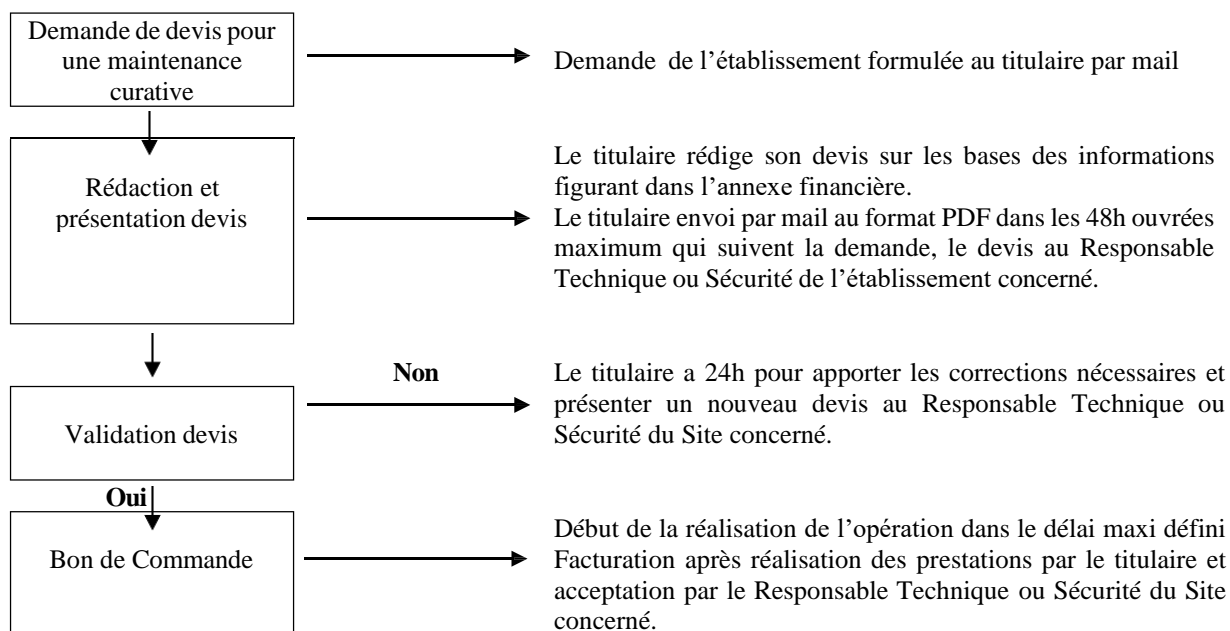 Demande de devis pour
une maintenance
curative
Demande de l’établissement formulée au titulaire par mail
Rédaction et
présentation devis
Le titulaire rédige son devis sur les bases des informations
figurant dans l’annexe financière.
Le titulaire envoi par mail au format PDF dans les 48h ouvrées
maximum qui suivent la demande, le devis au Responsable
Technique ou Sécurité de l’établissement concerné.
Validation devis
Non
Le titulaire a 24h pour apporter les corrections nécessaires et
présenter un nouveau devis au Responsable Technique ou
Sécurité du Site concerné.
Oui
Bon de Commande
Début de la réalisation de l’opération dans le délai maxi défini
Facturation après réalisation des prestations par le titulaire et
acceptation par le Responsable Technique ou Sécurité du Site
concerné.